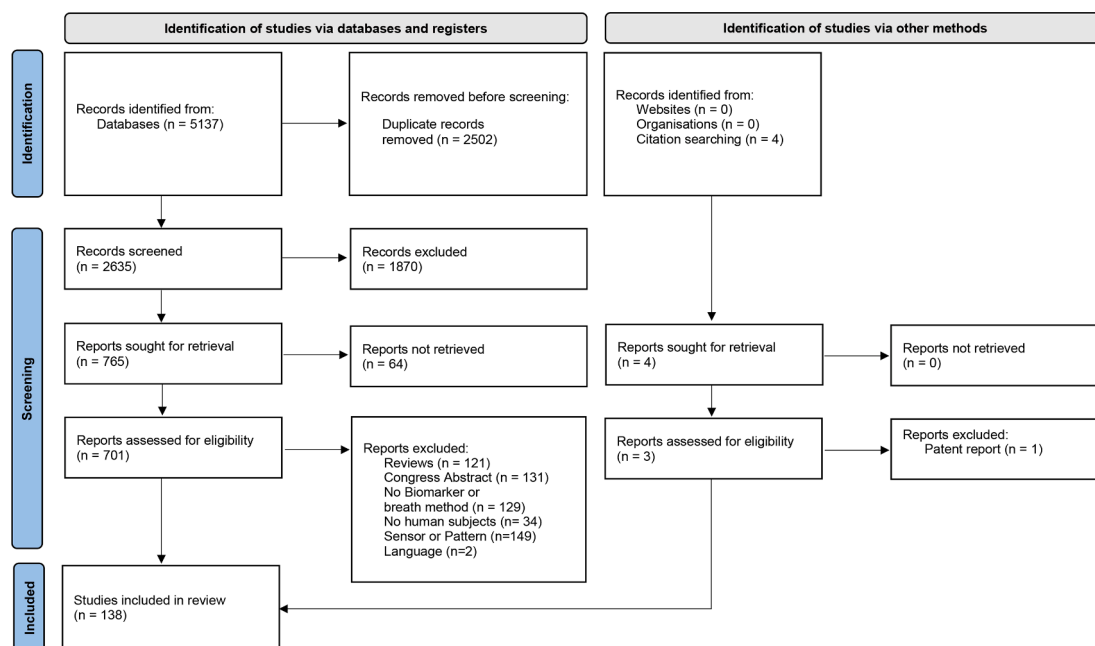 Identification of studies via databases and registers
Identification of studies via other methods
Identification
Records identified from:
Databases (n = 5137)
Records removed before screening:
Duplicate records
removed (n = 2502)
Records identified from:
Websites (n = 0)
Organisations (n = 0)
Citation searching (n = 4)
Screening
Records screened
(n = 2635)
Records excluded
(n = 1870)
Reports sought for retrieval
(n = 765)
Reports not retrieved
(n = 64)
Reports sought for retrieval
(n = 4)
Reports not retrieved
(n = 0)
Reports assessed for eligibility
(n = 701)
Reports excluded:
Reviews (n = 121)
Congress Abstract (n = 131)
No Biomarker or
breath method (n = 129)
No human subjects (n= 34)
Sensor or Pattern (n=149)
Language (n=2)
Reports assessed for eligibility
(n = 3)
Reports excluded:
Patent report (n = 1)
Included
Studies included in review
(n = 138)